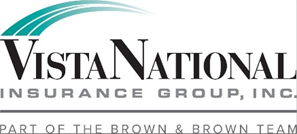 VISTANATIONAL
INSURANCE GROUP, INC.
PART OF THE BROWN & BROWN TEAM